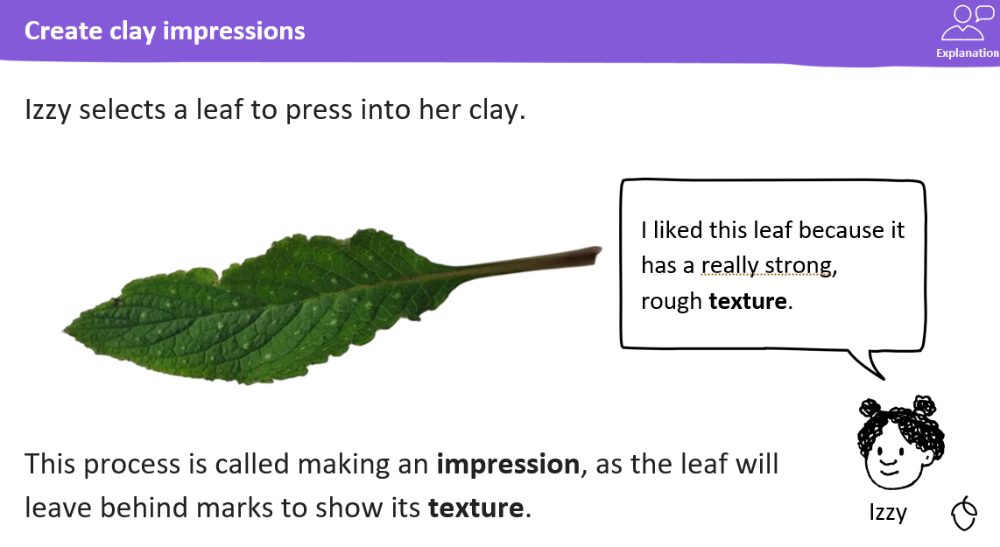 Create clay impressions
Explanation
Izzy selects a leaf to press into her clay.
I liked this leaf because it
has a really strong,
rough texture.
This process is called making an impression, as the leaf will
leave behind marks to show its texture.
Izzy